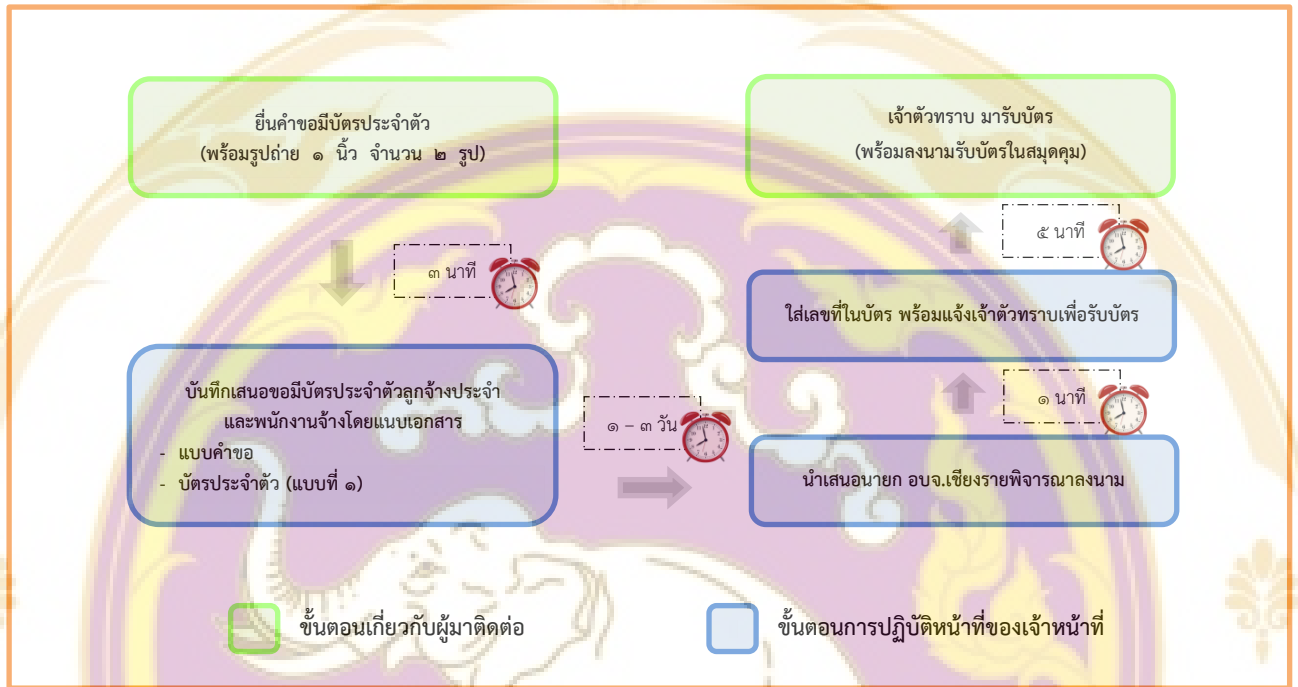 ยื่นคำขอมีบัตรประจำตัว
(พร้อมรูปถ่าย ๑ นิ้ว จำนวน ๒ รูป)
๓ นาที
บันทึกเสนอขอมีบัตรประจำตัวลูกจ้างประจำ
และพนักงานจ้างโดยแนบเอกสาร
- แบบคำขอ
- บัตรประจำตัว (แบบที่ ๑)
๑ – ๓ วัน
นำเสนอนายก อบจ.เชียงรายพิจารณาลงนาม
๑ นาที
ใส่เลขที่ในบัตร พร้อมแจ้งเจ้าตัวทราบเพื่อรับบัตร
๕ นาที
เจ้าตัวทราบ มารับบัตร
(พร้อมลงนามรับบัตรในสมุดคุม)
ขั้นตอนเกี่ยวกับผู้มาติดต่อ
ขั้นตอนการปฏิบัติหน้าที่ของเจ้าหน้าที่